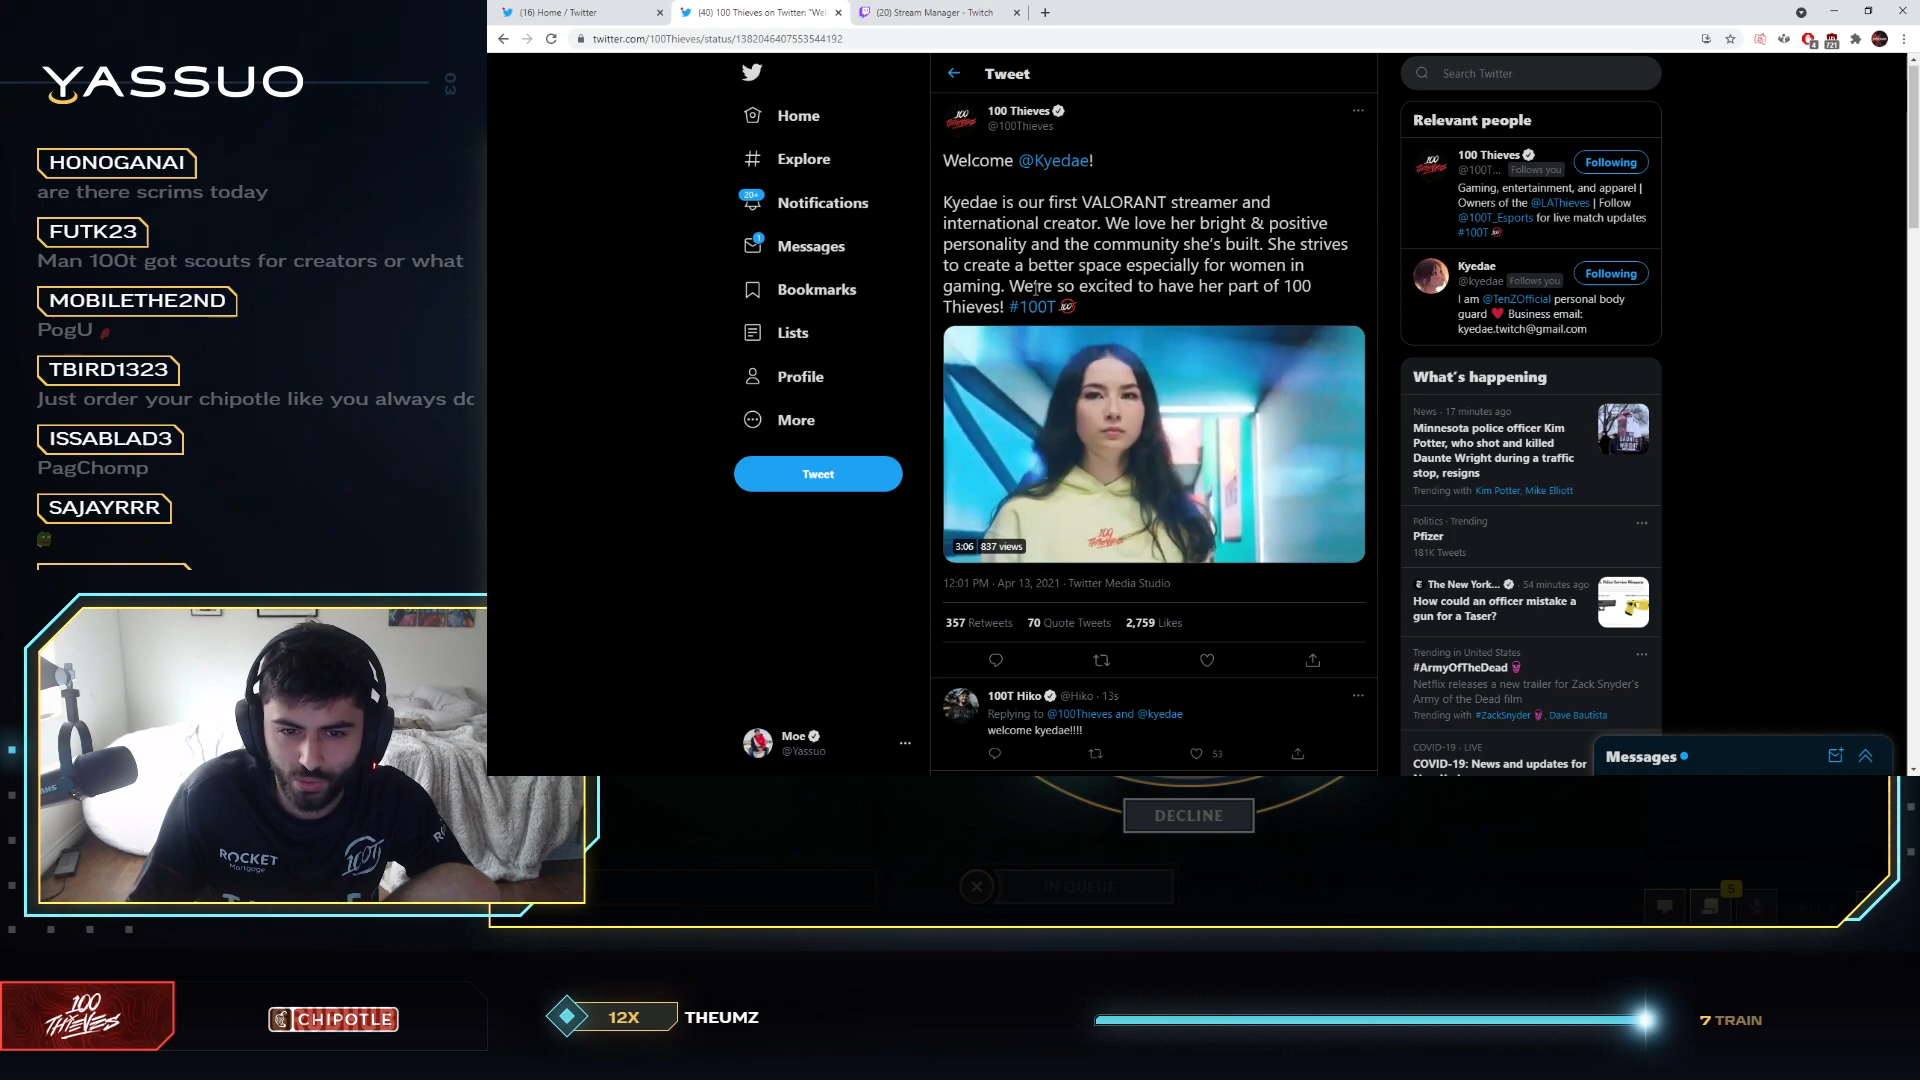 (16) Home / Twitter
(40) 100 Thieves on Twitter: "Wel
(20) Stream Manager - Twitch
twitter.com/100Thieves/status/1382046407553544192
YASSUO
03
HONOGANAI
are there scrims today
FUTK23
Man 100t got scouts for creators or what
MOBILETHE2ND
PogU
TBIRD1323
Just order your chipotle like you always do
ISSABLAD3
PagChomp
SAJAYRRR
Home
Explore
20+
Notifications
1
Messages
Bookmarks
Lists
Profile
More
Tweet
Moe
@Yassuo
Tweet
100 Thieves
@100Thieves
Welcome @Kyedae!
Kyedae is our first VALORANT streamer and
international creator. We love her bright & positive
personality and the community she's built. She strives
to create a better space especially for women in
gaming. We're so excited to have her part of 100
Thieves! #100T
100 THIEVES
3:06 837 views
12:01 PM · Apr 13, 2021 · Twitter Media Studio
357 Retweets 70 Quote Tweets 2,759 Likes
100T Hiko @Hiko · 13s
Replying to @100Thieves and @kyedae
welcome kyedae!!!!
53
Search Twitter
Relevant people
100 Thieves
@100T... Follows you
Following
Gaming, entertainment, and apparel |
Owners of the @LAThieves | Follow
@100T_Esports for live match updates
#100T
Kyedae
@kyedae Follows you
Following
I am @TenZOfficial personal body
guard Business email:
kyedae.twitch@gmail.com
What's happening
News · 17 minutes ago
Minnesota police officer Kim
Potter, who shot and killed
Daunte Wright during a traffic
stop, resigns
Trending with Kim Potter, Mike Elliott
Politics · Trending
Pfizer
181K Tweets
The New York... · 54 minutes ago
How could an officer mistake a
gun for a Taser?
Trending in United States
#ArmyOfTheDead
Netflix releases a new trailer for Zack Snyder's
Army of the Dead film
Trending with #ZackSnyder , Dave Bautista
COVID-19 · LIVE
COVID-19: News and updates for
Messages
DECLINE
IN QUEUE
5
ROCKET
Mortgage
100T
100 THIEVES
CHIPOTLE
12X THEUMZ
7 TRAIN